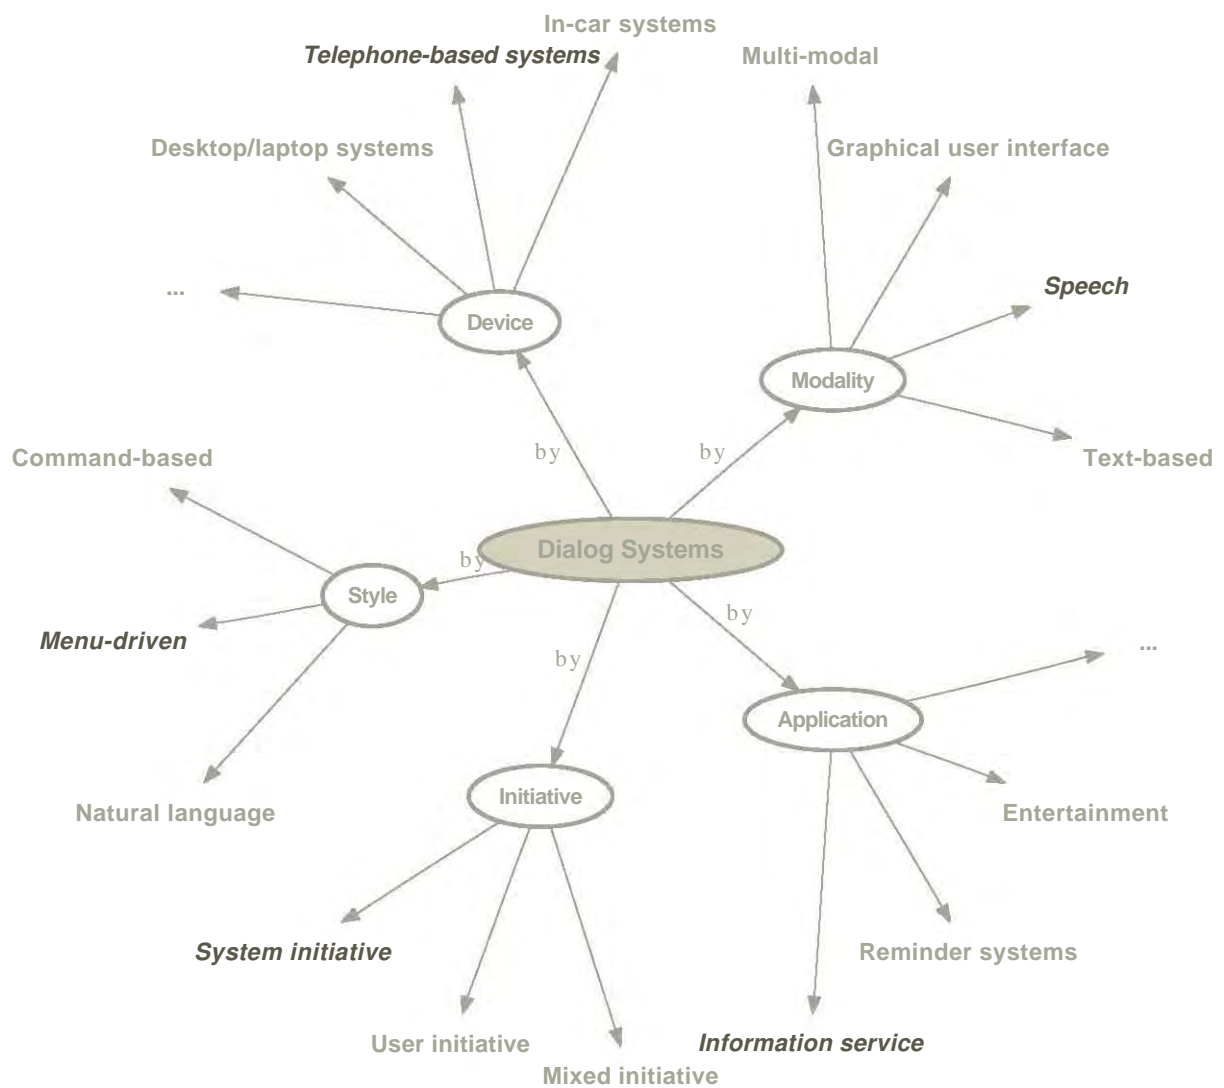 In-car systems
Telephone-based systems
Multi-modal
Desktop/laptop systems
Graphical user interface
...
Speech
Device
Modality
by
by
Command-based
Text-based
Dialog Systems
by
Style
by
Menu-driven
by
...
Application
Initiative
Natural language
Entertainment
System initiative
Reminder systems
User initiative
Information service
Mixed initiative